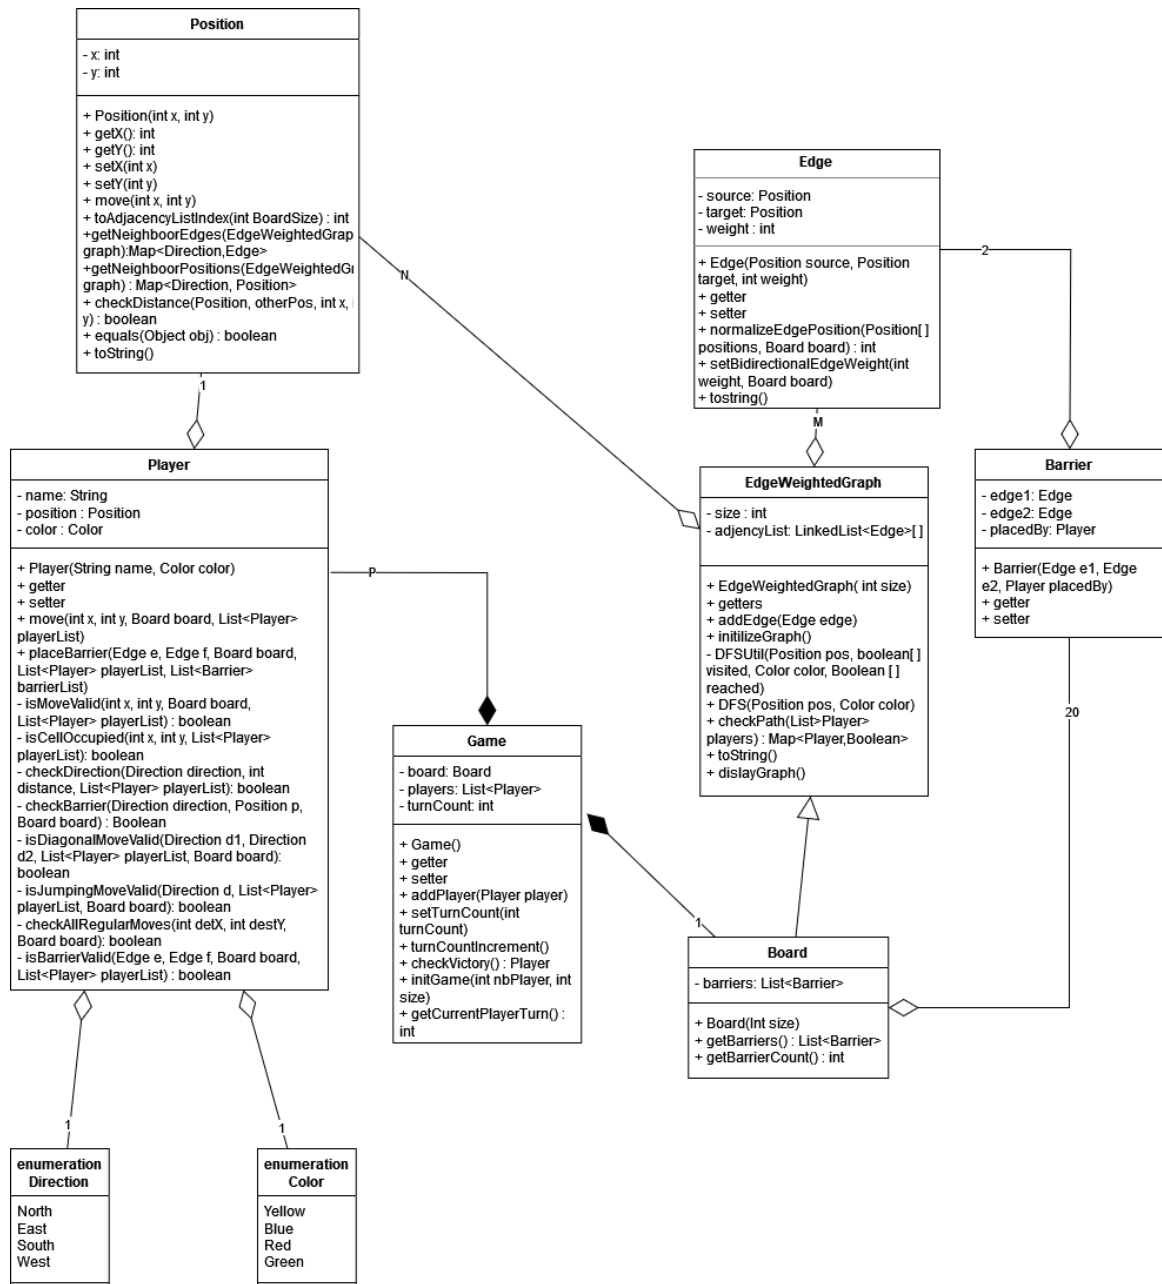 Position
- x: int
- y: int
+ Position(int x, int y)
+ getX(): int
+ getY(): int
+ setX(int x)
+ setY(int y)
+ move(int x, int y)
+ toAdjacencyListIndex(int BoardSize) : int
+getNeighboorEdges(EdgeWeightedGrap
graph):Map<Direction,Edge>
+getNeighboorPositions(EdgeWeightedGr
graph) : Map<Direction, Position>
+ checkDistance(Position, otherPos, int x, i
y) : boolean
+ equals(Object obj) : boolean
+ toString()
1
N
Edge
- source: Position
- target: Position
- weight : int
+ Edge(Position source, Position
target, int weight)
+ getter
+ setter
+ normalizeEdgePosition(Position[ ]
positions, Board board) : int
+ setBidirectionalEdgeWeight(int
weight, Board board)
+ tostring()
2
M
Player
- name: String
- position : Position
- color : Color
+ Player(String name, Color color)
+ getter
+ setter
+ move(int x, int y, Board board, List<Player>
playerList)
+ placeBarrier(Edge e, Edge f, Board board,
List<Player> playerList, List<Barrier>
barrierList)
- isMoveValid(int x, int y, Board board,
List<Player> playerList) : boolean
- isCellOccupied(int x, int y, List<Player>
playerList): boolean
- checkDirection(Direction direction, int
distance, List<Player> playerList): boolean
- checkBarrier(Direction direction, Position p,
Board board) : Boolean
- isDiagonalMoveValid(Direction d1, Direction
d2, List<Player> playerList, Board board):
boolean
- isJumpingMoveValid(Direction d, List<Player>
playerList, Board board): boolean
- checkAllRegularMoves(int detX, int destY,
Board board): boolean
- isBarrierValid(Edge e, Edge f, Board board,
List<Player> playerList) : boolean
P
EdgeWeightedGraph
- size : int
- adjencyList: LinkedList<Edge>[ ]
+ EdgeWeightedGraph( int size)
+ getters
+ addEdge(Edge edge)
+ initilizeGraph()
- DFSUtil(Position pos, boolean[ ]
visited, Color color, Boolean [ ]
reached)
+ DFS(Position pos, Color color)
+ checkPath(List>Player>
players) : Map<Player,Boolean>
+ toString()
+ dislayGraph()
Barrier
- edge1: Edge
- edge2: Edge
- placedBy: Player
+ Barrier(Edge e1, Edge
e2, Player placedBy)
+ getter
+ setter
20
Game
- board: Board
- players: List<Player>
- turnCount: int
+ Game()
+ getter
+ setter
+ addPlayer(Player player)
+ setTurnCount(int
turnCount)
+ turnCountIncrement()
+ checkVictory() : Player
+ initGame(int nbPlayer, int
size)
+ getCurrentPlayerTurn() :
int
1
Board
- barriers: List<Barrier>
+ Board(Int size)
+ getBarriers() : List<Barrier>
+ getBarrierCount() : int
1
1
enumeration
Direction
North
East
South
West
enumeration
Color
Yellow
Blue
Red
Green